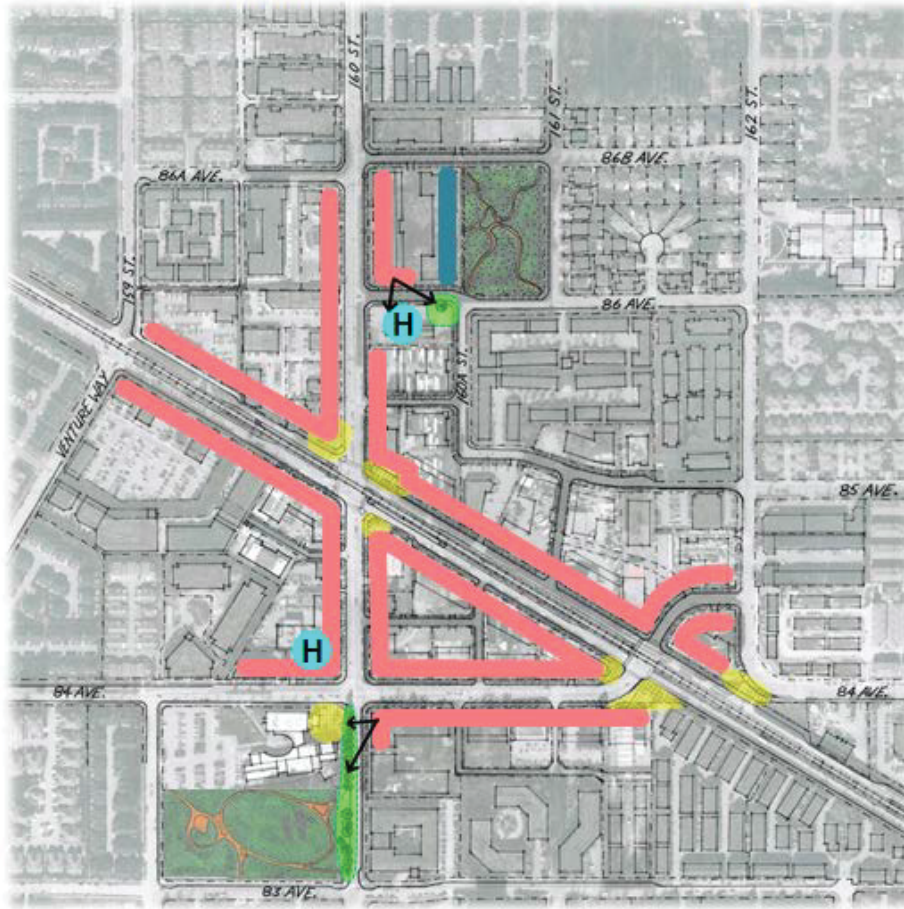 160 ST.
161 ST.
162 ST.
86B AVE.
86A AVE.
159 ST.
86 AVE.
H
160A ST.
VENTURE WAY
85 AVE.
H
84 AVE.
84 AVE.
83 AVE.